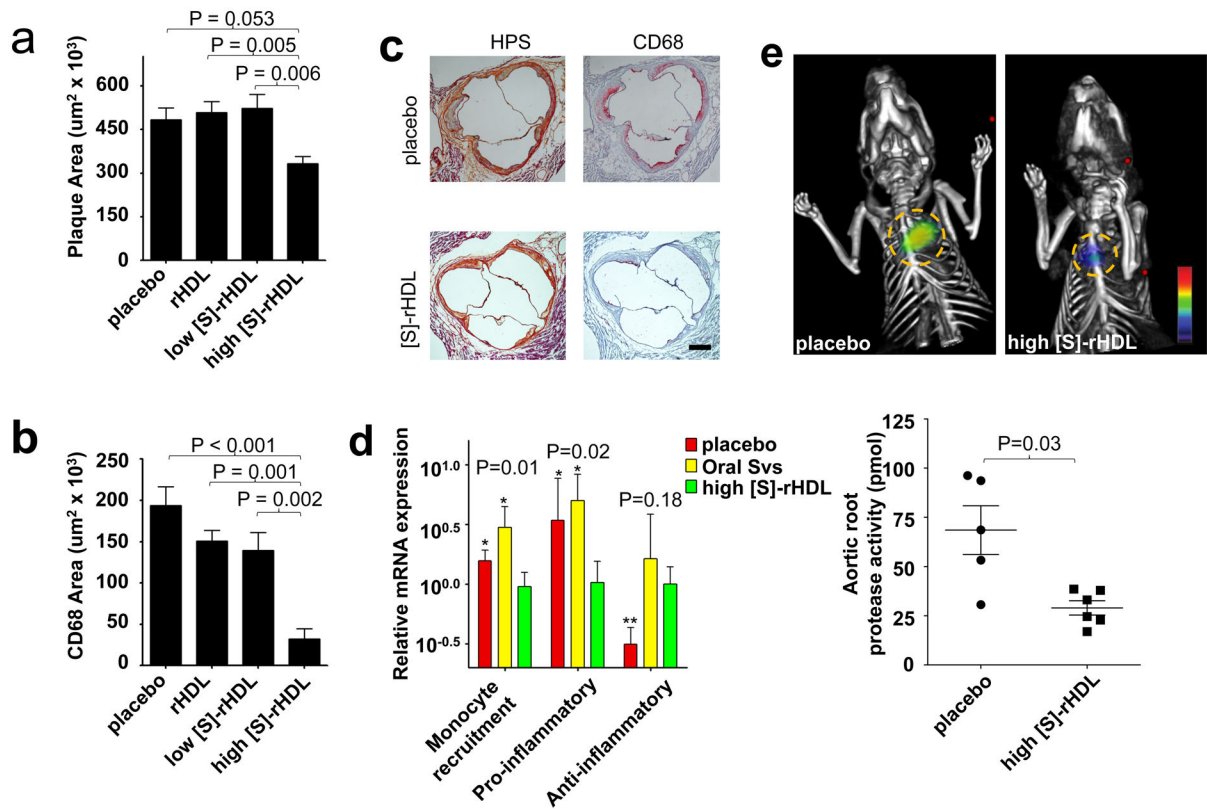 a
P = 0.053
P = 0.005
P = 0.006
Plaque Area (um² x 10³)
600
450
300
150
0
placebo
rHDL
low [S]-rHDL
high [S]-rHDL
b
P < 0.001
P = 0.001
P = 0.002
CD68 Area (um² x 10³)
250
200
150
100
50
0
placebo
rHDL
low [S]-rHDL
high [S]-rHDL
c
HPS
CD68
placebo
[S]-rHDL
d
Relative mRNA expression
10^1.0
10^0.5
10^0.0
10^-0.5
P=0.01
P=0.02
P=0.18
* * * * **
placebo
Oral Svs
high [S]-rHDL
Monocyte
recruitment
Pro-inflammatory
Anti-inflammatory
e
placebo
high [S]-rHDL
Aortic root
protease activity (pmol)
125
100
75
50
25
0
P=0.03
placebo
high [S]-rHDL